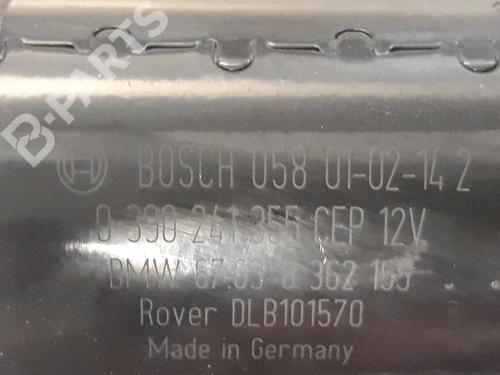 B-PARTS
BOSCH 058 01-02-14 2
0 390 241 355 CEP 12V
BMW 67.63 8 362 155
Rover DLB101570
Made in Germany